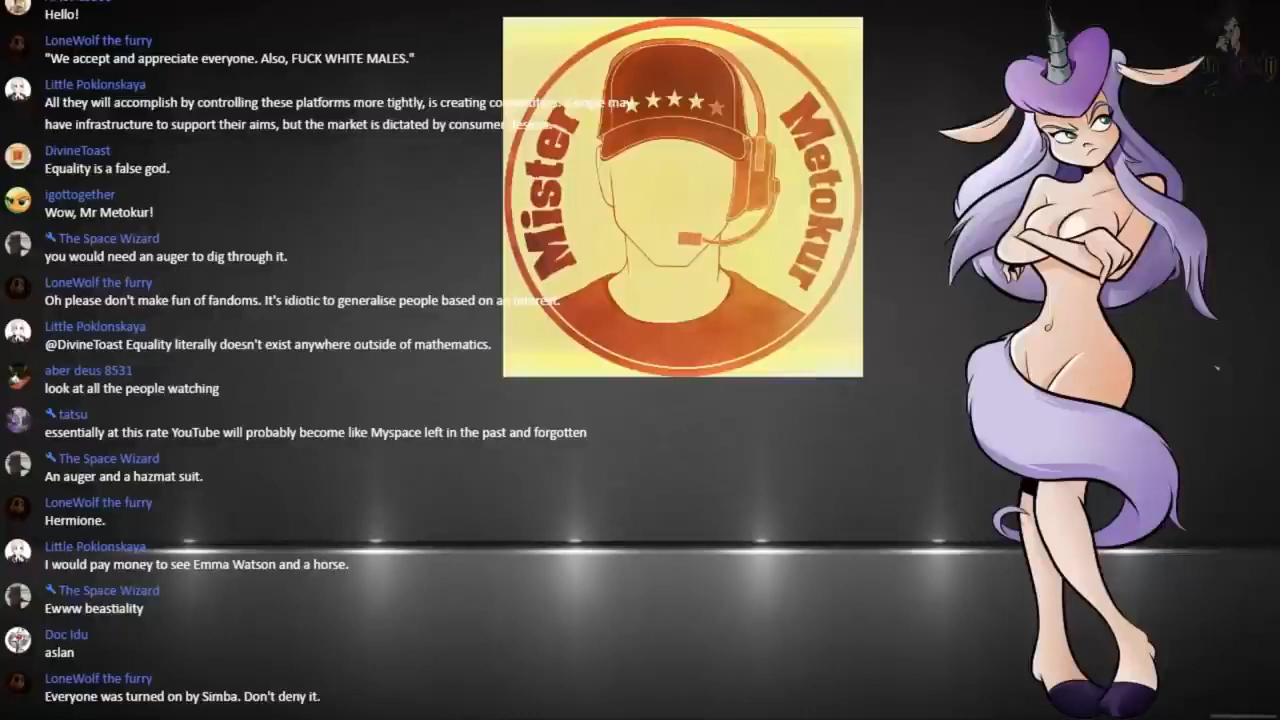 Hello!
LoneWolf the furry
"We accept and appreciate everyone. Also, FUCK WHITE MALES."
Little Poklonskaya
All they will accomplish by controlling these platforms more tightly, is creating may
have infrastructure to support their aims, but the market is dictated by consumer
DivineToast
Equality is a false god.
igottogether
Wow, Mr Metokur!
The Space Wizard
you would need an auger to dig through it.
LoneWolf the furry
Oh please don't make fun of fandoms. It's idiotic to generalise people based on an interest.
Little Poklonskaya
@DivineToast Equality literally doesn't exist anywhere outside of mathematics.
aber deus 8531
look at all the people watching
tatsu
essentially at this rate YouTube will probably become like Myspace left in the past and forgotten
The Space Wizard
An auger and a hazmat suit.
LoneWolf the furry
Hermione.
Little Poklonskaya
I would pay money to see Emma Watson and a horse.
The Space Wizard
Ewww beastiality
Doc Idu
aslan
LoneWolf the furry
Everyone was turned on by Simba. Don't deny it.
Mister
Metokur